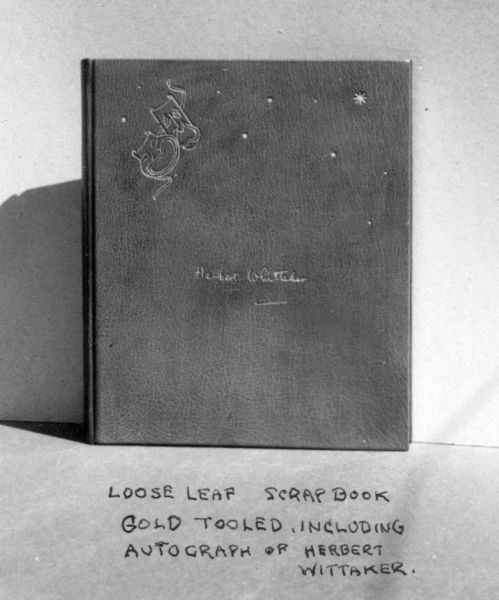 Herbert Whittaker
LOOSE LEAF SCRAP BOOK
GOLD TOOLED, INCLUDING
AUTOGRAPH OF HERBERT
WITTAKER.